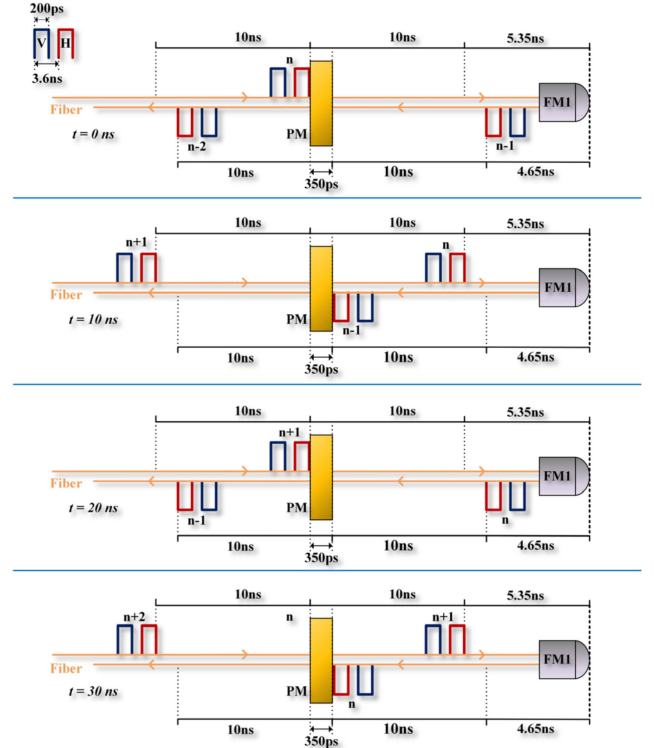 200ps
V H
3.6ns
10ns 10ns 5.35ns
n
Fiber
FM1
t = 0 ns
n-2
PM
n-1
10ns 10ns 4.65ns
350ps
10ns 10ns 5.35ns
n+1 n
Fiber
FM1
t = 10 ns
PM
n-1
10ns 10ns 4.65ns
350ps
10ns 10ns 5.35ns
n+1
Fiber
FM1
t = 20 ns
n-1
PM
n
10ns 10ns 4.65ns
350ps
10ns 10ns 5.35ns
n+2 n n+1
Fiber
FM1
t = 30 ns
PM
n
10ns 10ns 4.65ns
350ps